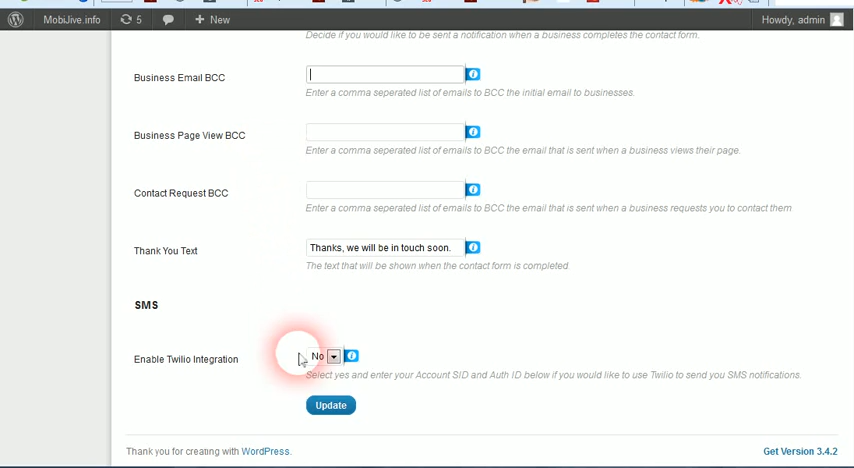 MobiJive.info 5 + New Howdy, admin
Decide if you would like to be sent a notification when a business completes the contact form.
Business Email BCC
Enter a comma seperated list of emails to BCC the initial email to businesses.
Business Page View BCC
Enter a comma seperated list of emails to BCC the email that is sent when a business views their page.
Contact Request BCC
Enter a comma seperated list of emails to BCC the email that is sent when a business requests you to contact them
Thank You Text Thanks, we will be in touch soon.
The text that will be shown when the contact form is completed.
SMS
Enable Twilio Integration No
Select yes and enter your Account SID and Auth ID below if you would like to use Twilio to send you SMS notifications.
Update
Thank you for creating with WordPress. Get Version 3.4.2